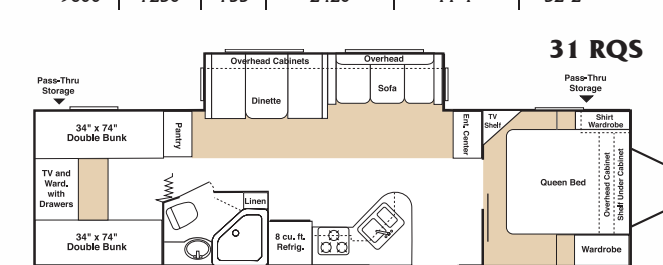 31 RQS
Pass-Thru
Storage
Overhead Cabinets
Overhead
Pass-Thru
Storage
Dinette
Sofa
34" x 74"
Double Bunk
Pantry
Ent. Center
TV
Shelf
Shirt
Wardrobe
TV and
Ward.
with
Drawers
Queen Bed
Overhead Cabinet
Shelf Under Cabinet
Linen
34" x 74"
Double Bunk
8 cu. ft.
Refrig.
Wardrobe